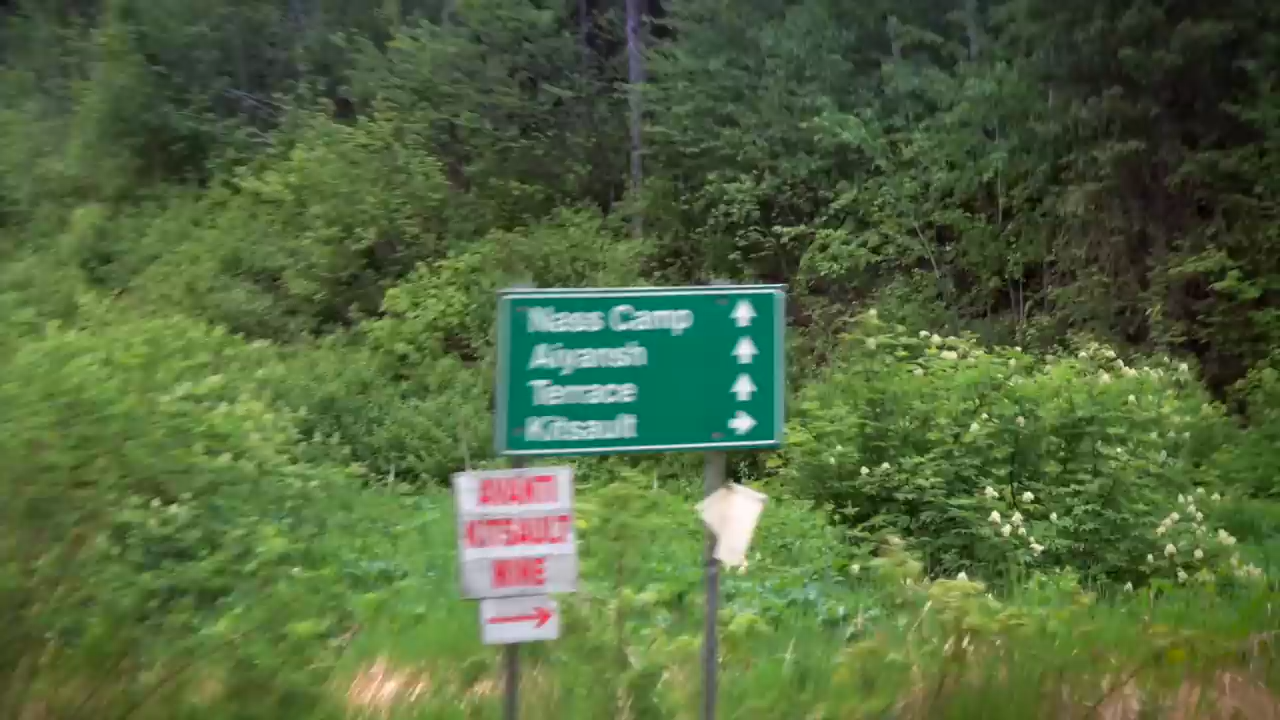 Nass Camp
Aiyansh
Terrace
Kitsault
AVANTI
KITSAULT
MINE